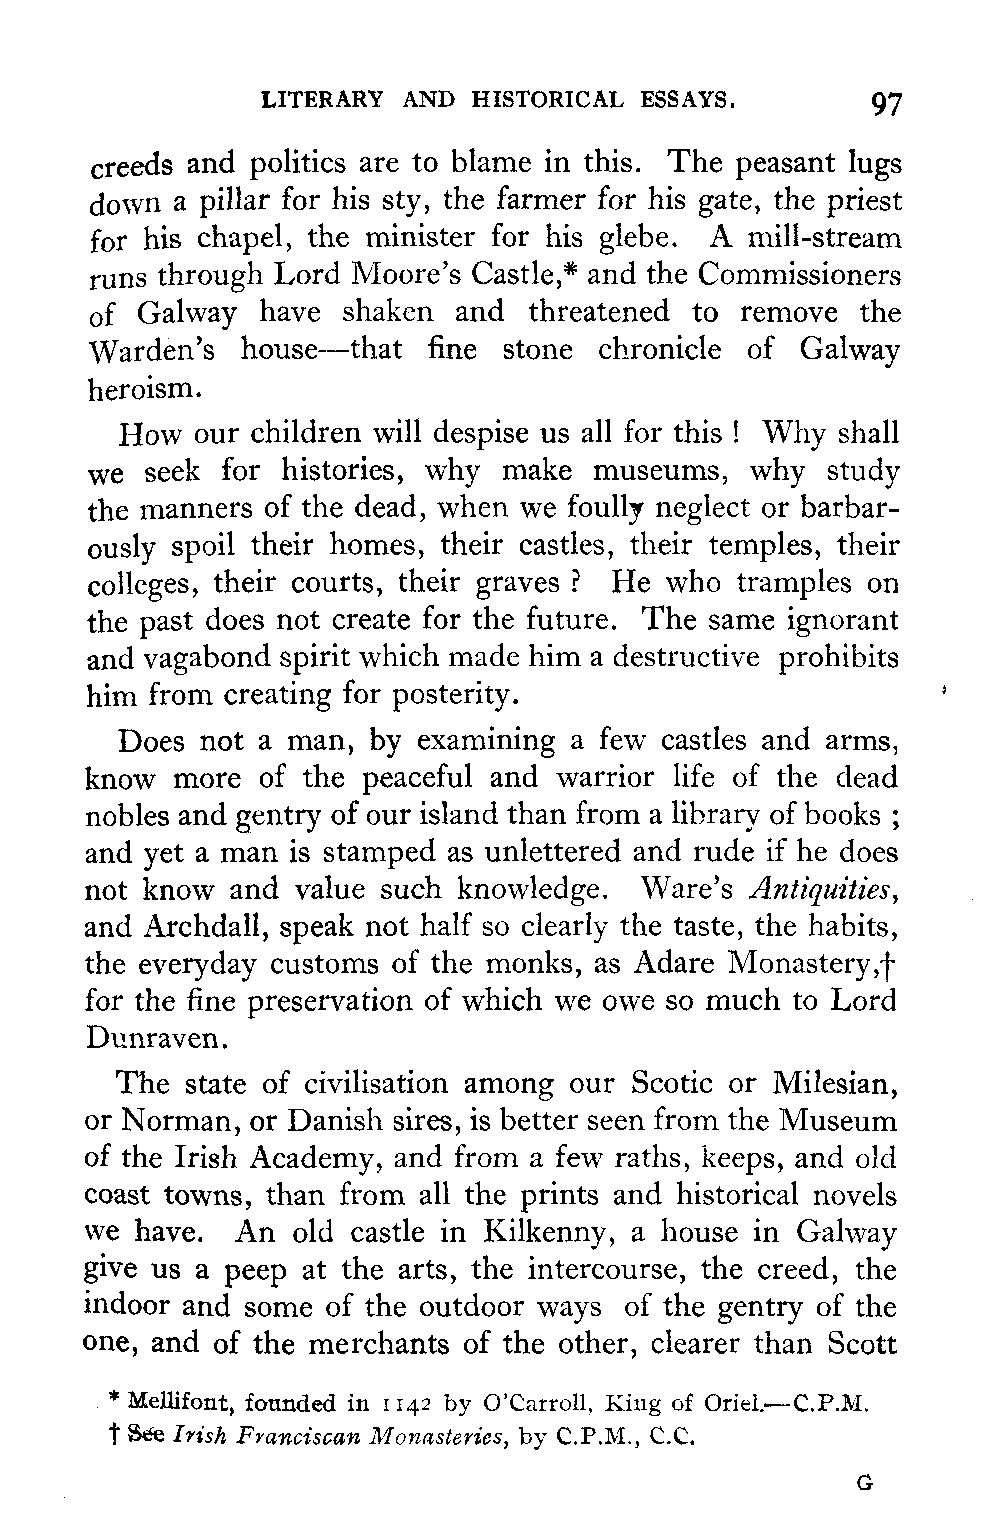 LITERARY AND HISTORICAL ESSAYS. 97
creeds and politics are to blame in this. The peasant lugs
down a pillar for his sty, the farmer for his gate, the priest
for his chapel, the minister for his glebe. A mill-stream
runs through Lord Moore's Castle,* and the Commissioners
of Galway have shaken and threatened to remove the
Warden's house—that fine stone chronicle of Galway
heroism.
How our children will despise us all for this ! Why shall
we seek for histories, why make museums, why study
the manners of the dead, when we foully neglect or barbar-
ously spoil their homes, their castles, their temples, their
colleges, their courts, their graves ? He who tramples on
the past does not create for the future. The same ignorant
and vagabond spirit which made him a destructive prohibits
him from creating for posterity.
Does not a man, by examining a few castles and arms,
know more of the peaceful and warrior life of the dead
nobles and gentry of our island than from a library of books ;
and yet a man is stamped as unlettered and rude if he does
not know and value such knowledge. Ware's Antiquities,
and Archdall, speak not half so clearly the taste, the habits,
the everyday customs of the monks, as Adare Monastery,†
for the fine preservation of which we owe so much to Lord
Dunraven.
The state of civilisation among our Scotic or Milesian,
or Norman, or Danish sires, is better seen from the Museum
of the Irish Academy, and from a few raths, keeps, and old
coast towns, than from all the prints and historical novels
we have. An old castle in Kilkenny, a house in Galway
give us a peep at the arts, the intercourse, the creed, the
indoor and some of the outdoor ways of the gentry of the
one, and of the merchants of the other, clearer than Scott
* Mellifont, founded in 1142 by O'Carroll, King of Oriel.—C.P.M.
† See Irish Franciscan Monasteries, by C.P.M., C.C.
G